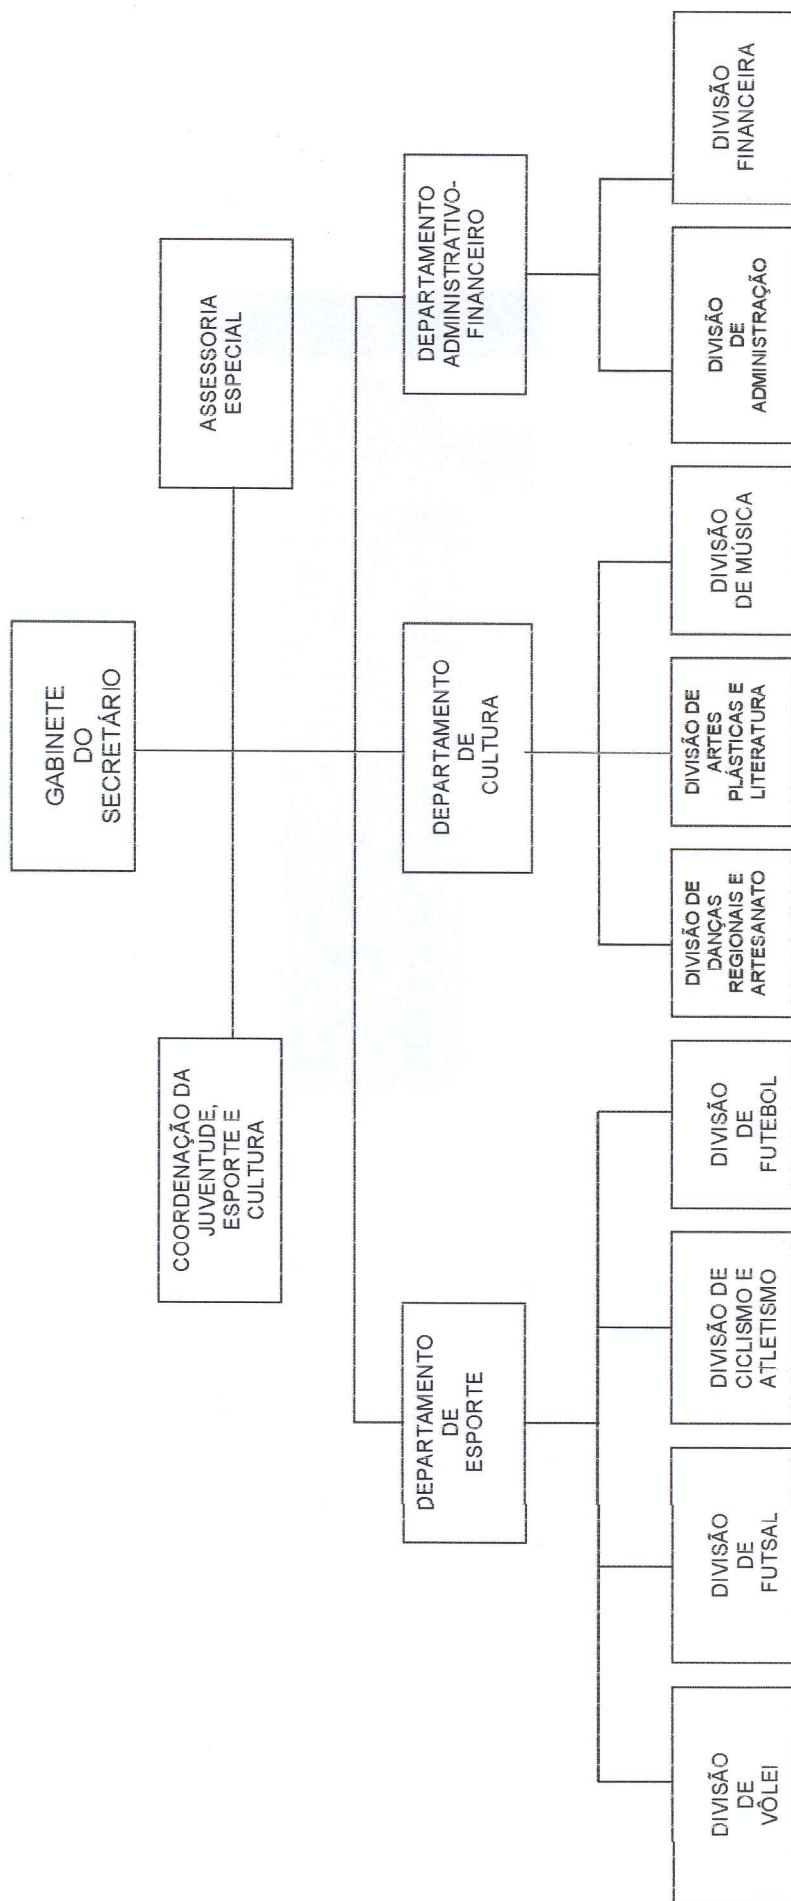 GABINETE
DO
SECRETÁRIO
COORDENAÇÃO DA
JUVENTUDE,
ESPORTE E
CULTURA
ASSESSORIA
ESPECIAL
DEPARTAMENTO
DE
ESPORTE
DEPARTAMENTO
DE
CULTURA
DEPARTAMENTO
ADMINISTRATIVO-
FINANCEIRO
DIVISÃO
DE
VÔLEI
DIVISÃO
DE
FUTSAL
DIVISÃO DE
CICLISMO E
ATLETISMO
DIVISÃO
DE
FUTEBOL
DIVISÃO DE
DANÇAS
REGIONAIS E
ARTESANATO
DIVISÃO DE
ARTES
PLÁSTICAS E
LITERATURA
DIVISÃO
DE MÚSICA
DIVISÃO
DE
ADMINISTRAÇÃO
DIVISÃO
FINANCEIRA